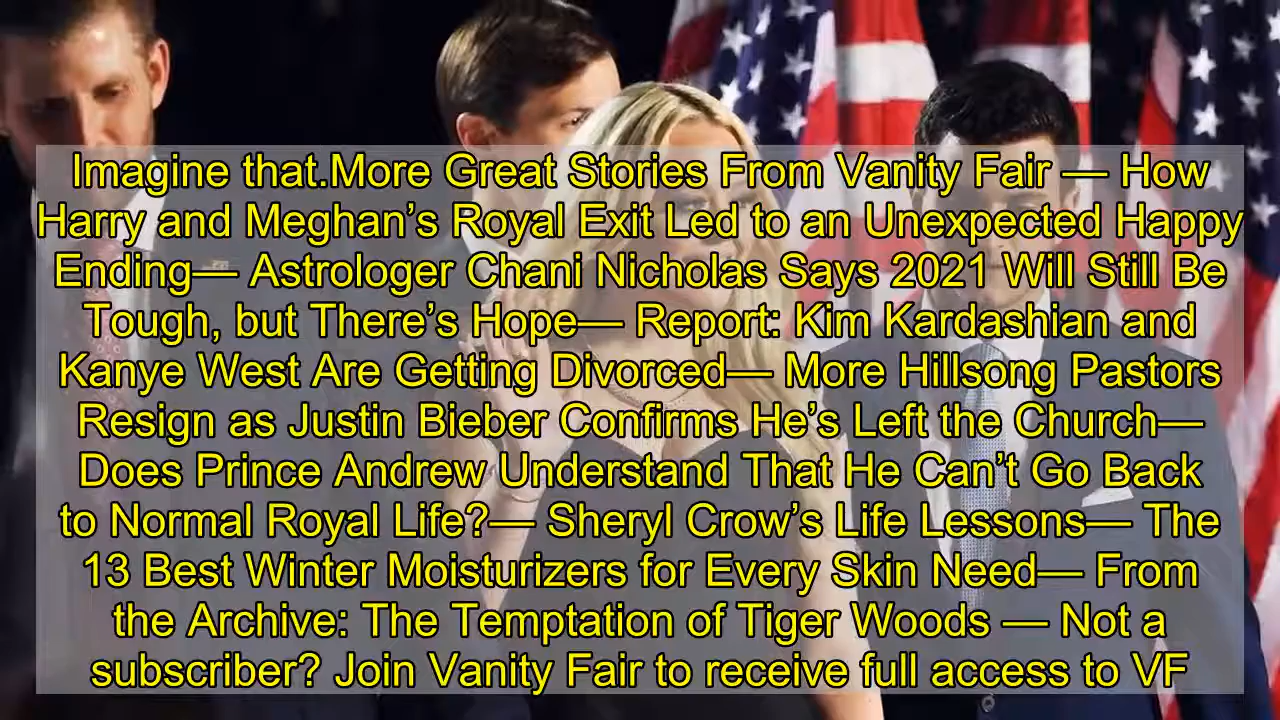 Imagine that.More Great Stories From Vanity Fair — How
Harry and Meghan’s Royal Exit Led to an Unexpected Happy
Ending— Astrologer Chani Nicholas Says 2021 Will Still Be
Tough, but There’s Hope— Report: Kim Kardashian and
Kanye West Are Getting Divorced— More Hillsong Pastors
Resign as Justin Bieber Confirms He’s Left the Church—
Does Prince Andrew Understand That He Can’t Go Back
to Normal Royal Life?— Sheryl Crow’s Life Lessons— The
13 Best Winter Moisturizers for Every Skin Need— From
the Archive: The Temptation of Tiger Woods — Not a
subscriber? Join Vanity Fair to receive full access to VF